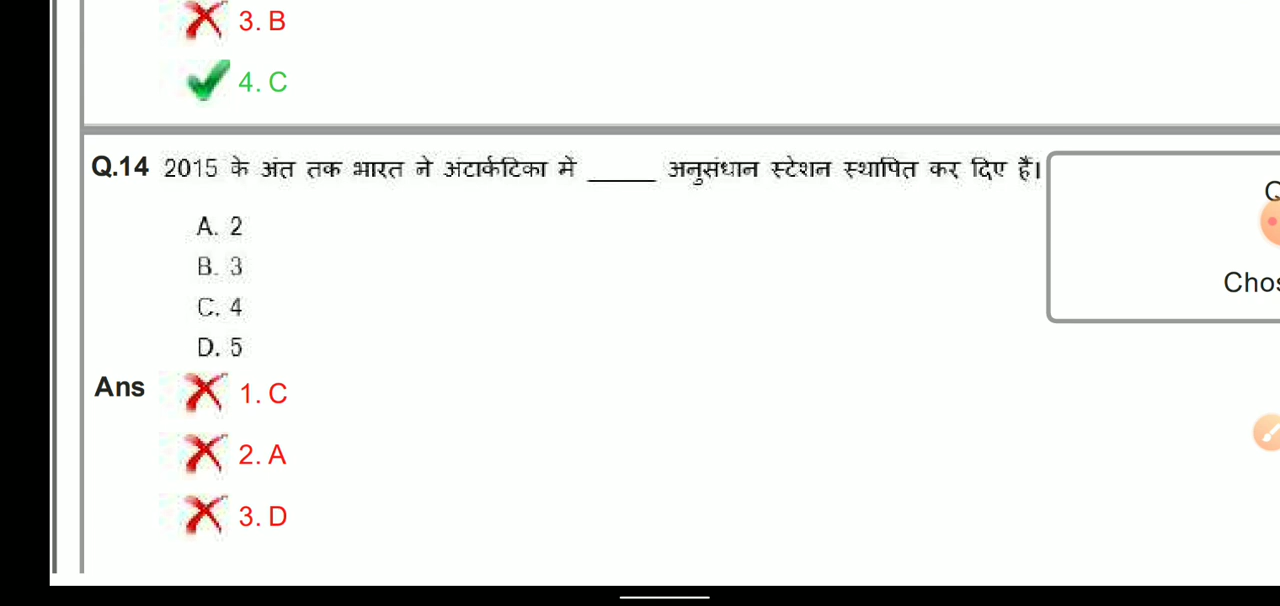 3. B
4. C
Q.14 2015 के अंत तक भारत ने अंटार्कटिका में _____ अनुसंधान स्टेशन स्थापित कर दिए हैं।
Q
A. 2
B. 3
Chos
C. 4
D. 5
Ans 1. C
2. A
3. D